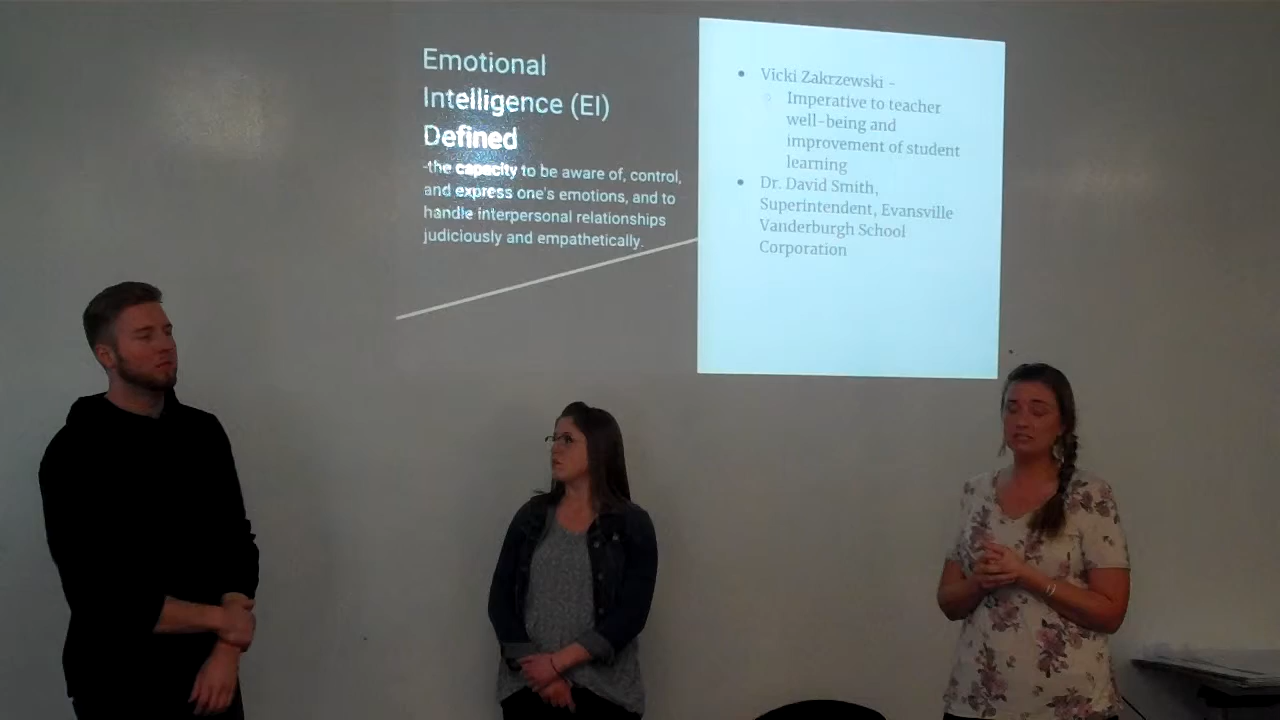 Emotional
Intelligence (EI)
Defined
-the capacity to be aware of, control,
and express one's emotions, and to
handle interpersonal relationships
judiciously and empathetically.
• Vicki Zakrzewski -
○ Imperative to teacher
well-being and
improvement of student
learning
• Dr. David Smith,
Superintendent, Evansville
Vanderburgh School
Corporation